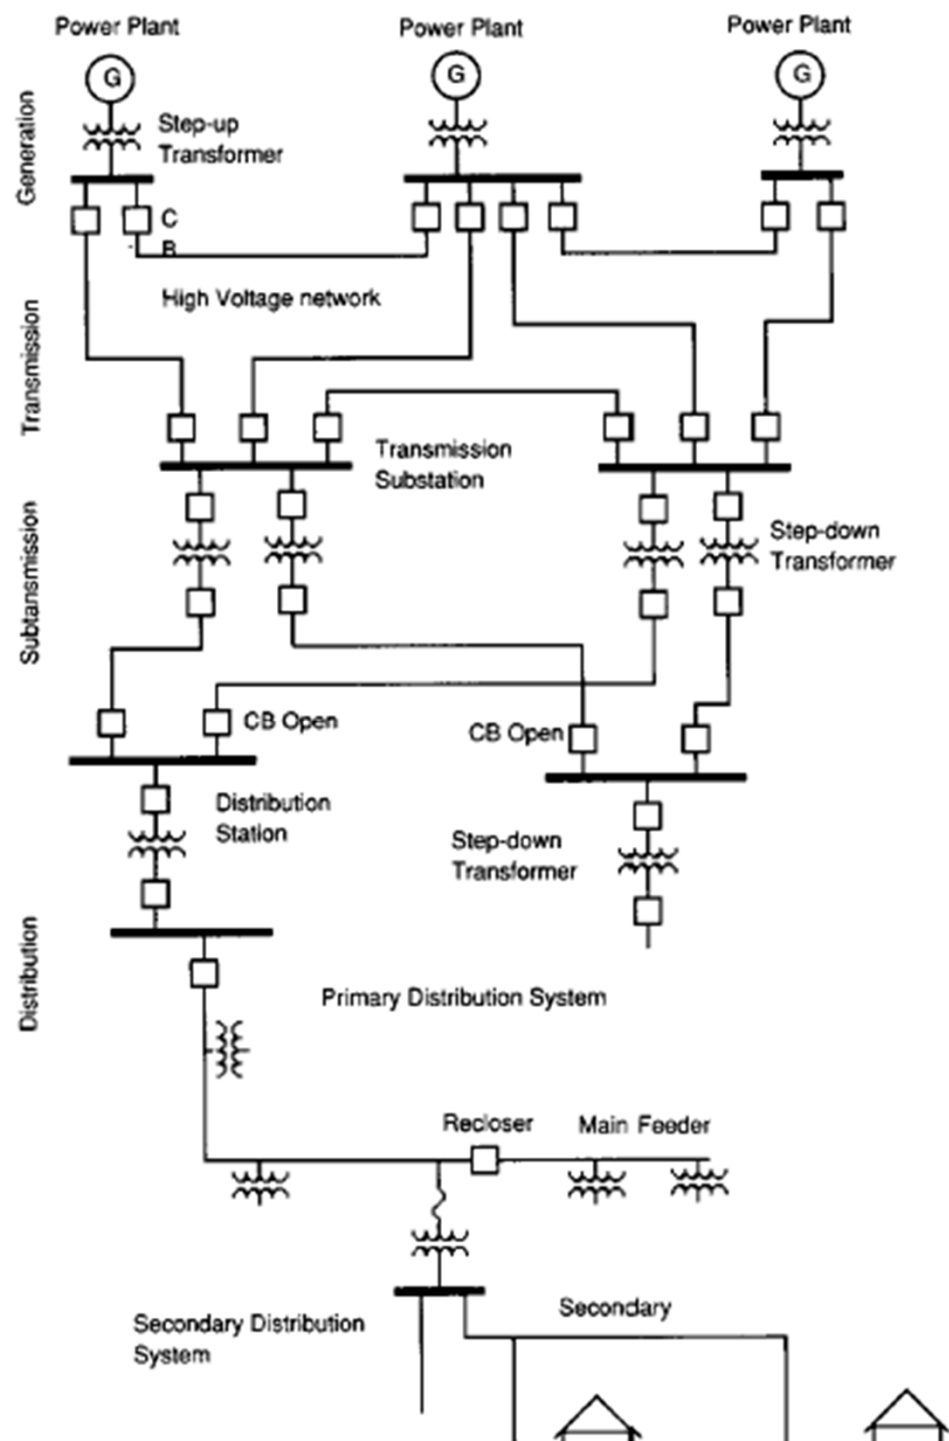 Power Plant
Power Plant
Power Plant
G
G
G
Generation
Step-up
Transformer
C
B
High Voltage network
Transmission
Transmission
Substation
Subtansmission
Step-down
Transformer
CB Open
CB Open
Distribution
Station
Step-down
Transformer
Distribution
Primary Distribution System
Recloser
Main Feeder
Secondary
Secondary Distribution
System